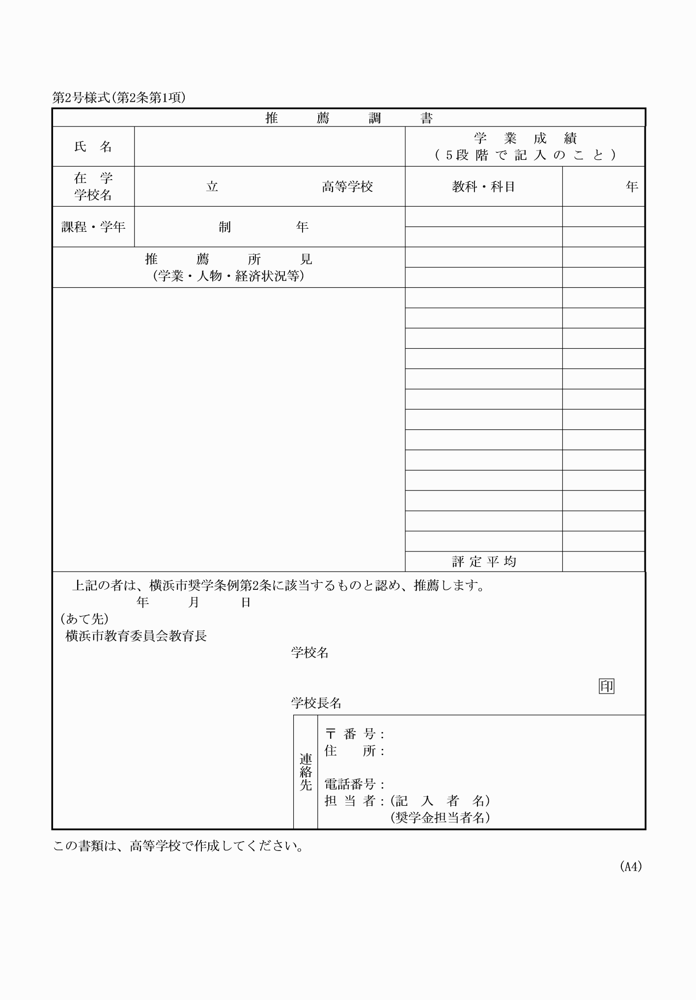 第2号様式(第2条第1項)
推　薦　調　書
氏　名
学　業　成　績
(5段階で記入のこと)
在　学
学校名
立　高等学校
教科・科目
年
課程・学年
制　年
推　薦　所　見
(学業・人物・経済状況等)
評定平均
上記の者は、横浜市奨学条例第2条に該当するものと認め、推薦します。
年　月　日
(あて先)
横浜市教育委員会教育長
学校名
印
学校長名
連絡先
〒番号：
住　所：
電話番号：
担当者：(記　入　者　名)
(奨学金担当者名)
この書類は、高等学校で作成してください。
(A4)